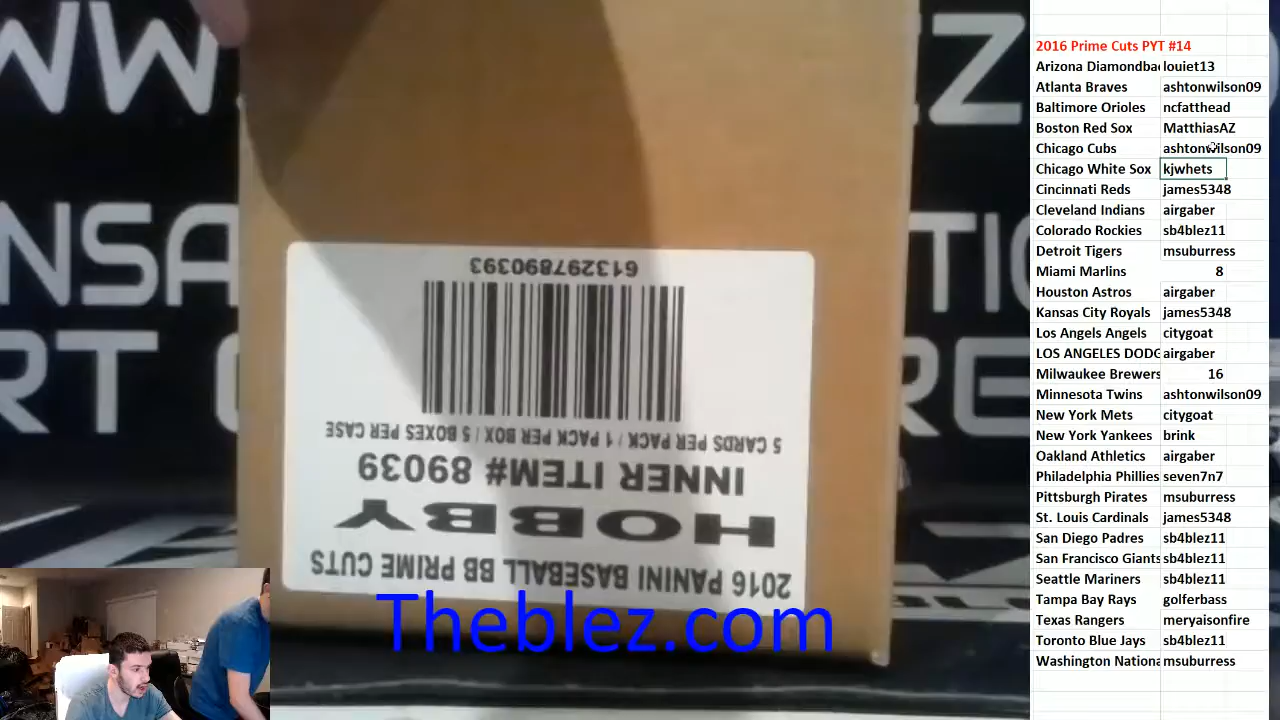 WW
EZ
NSA
TIO
RT
RE
613297890393
5 CARDS PER PACK / 1 PACK PER BOX / 5 BOXES PER CASE
INNER ITEM# 89039
HOBBY
2016 PANINI BASEBALL BB PRIME CUTS
Theblez.com
2016 Prime Cuts PYT #14
Arizona Diamondba louiet13
Atlanta Braves ashtonwilson09
Baltimore Orioles ncfatthead
Boston Red Sox MatthiasAZ
Chicago Cubs ashtonwilson09
Chicago White Sox kjwhets
Cincinnati Reds james5348
Cleveland Indians airgaber
Colorado Rockies sb4blez11
Detroit Tigers msuburress
Miami Marlins 8
Houston Astros airgaber
Kansas City Royals james5348
Los Angels Angels citygoat
LOS ANGELES DODG airgaber
Milwaukee Brewers 16
Minnesota Twins ashtonwilson09
New York Mets citygoat
New York Yankees brink
Oakland Athletics airgaber
Philadelphia Phillies seven7n7
Pittsburgh Pirates msuburress
St. Louis Cardinals james5348
San Diego Padres sb4blez11
San Francisco Giants sb4blez11
Seattle Mariners sb4blez11
Tampa Bay Rays golferbass
Texas Rangers meryaisonfire
Toronto Blue Jays sb4blez11
Washington Nationa msuburress